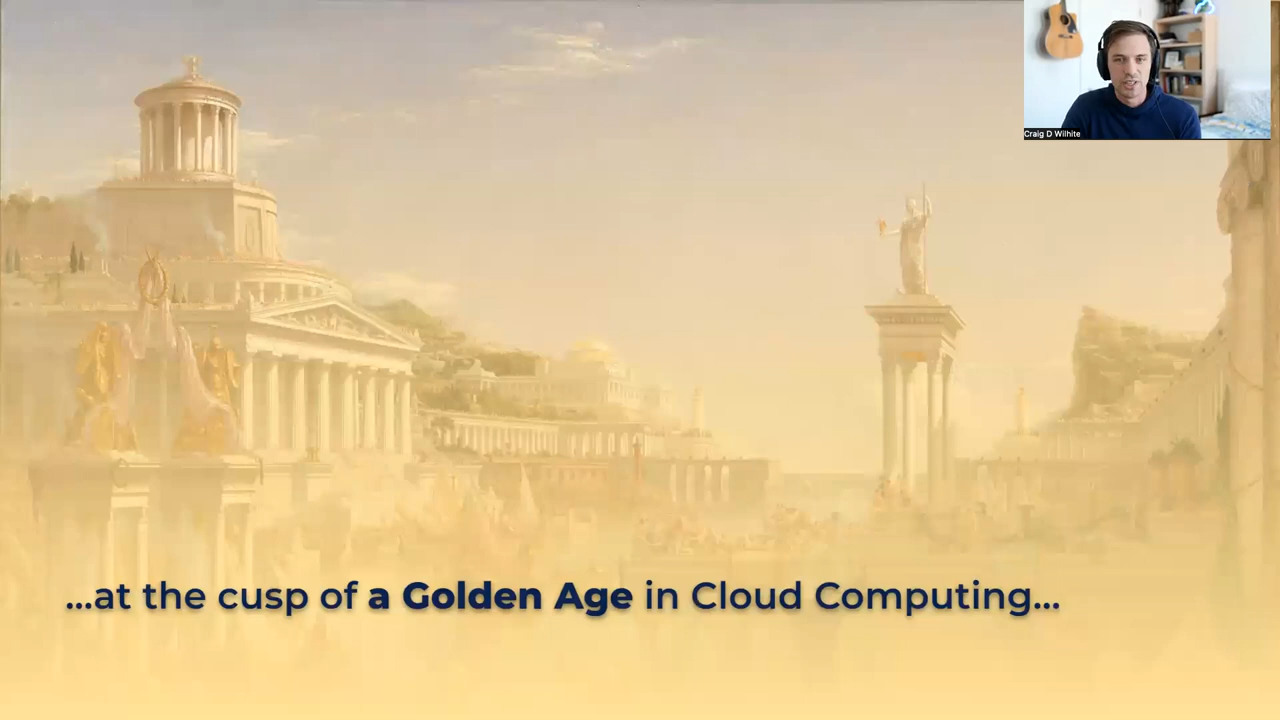 Craig D Wilhite
...at the cusp of a Golden Age in Cloud Computing...